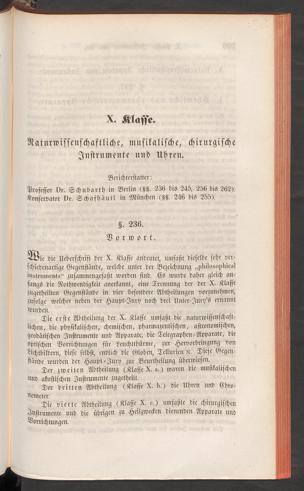 X. Klasse.
Naturwissenschaftliche, musikalische, chirurgische
Instrumente und Uhren.
Berichterstatter:
Professor Dr. Schubarth in Berlin (§§. 236 bis 245, 256 bis 262)
Konservator Dr. Schafhäutl in München (§§. 246 bis 255)
§. 236.
Vorwort.
Wie die Ueberschrift der X. Klasse andeutet, umfaßt dieselbe sehr ver-
schiedenartige Gegenstände, welche unter der Bezeichnung „philosophical
instruments“ zusammengefaßt worden sind. Es wurde daher gleich an-
fangs die Nothwendigkeit anerkannt, eine Trennung der der X. Klasse
zugetheilten Gegenstände in vier besondere Abtheilungen vorzunehmen,
zufolge welcher neben der Haupt-Jury noch drei Unter-Jury's ernannt
wurden.
Die erste Abtheilung der X. Klasse umfaßt die naturwissenschaft-
lichen, die physikalischen, chemischen, pharmazeutischen, astronomischen,
geodätischen Instrumente und Apparate, die Telegraphen-Apparate, die
optischen Vorrichtungen für Leuchtthürme, zur Hervorbringung von
Lichtbildern, diese selbst, endlich die Globen, Tellurien ꝛc. Diese Gegen-
stände wurden der Haupt-Jury zur Beurtheilung überwiesen.
Der zweiten Abtheilung (Klasse X. a.) waren die musikalischen
und akustischen Instrumente zugetheilt.
Der dritten Abtheilung (Klasse X. b.) die Uhren und Chro-
nometer.
Die vierte Abtheilung (Klasse X. c.) umfaßte die chirurgischen
Instrumente und die übrigen zu Heilzwecken dienenden Apparate und
Vorrichtungen.